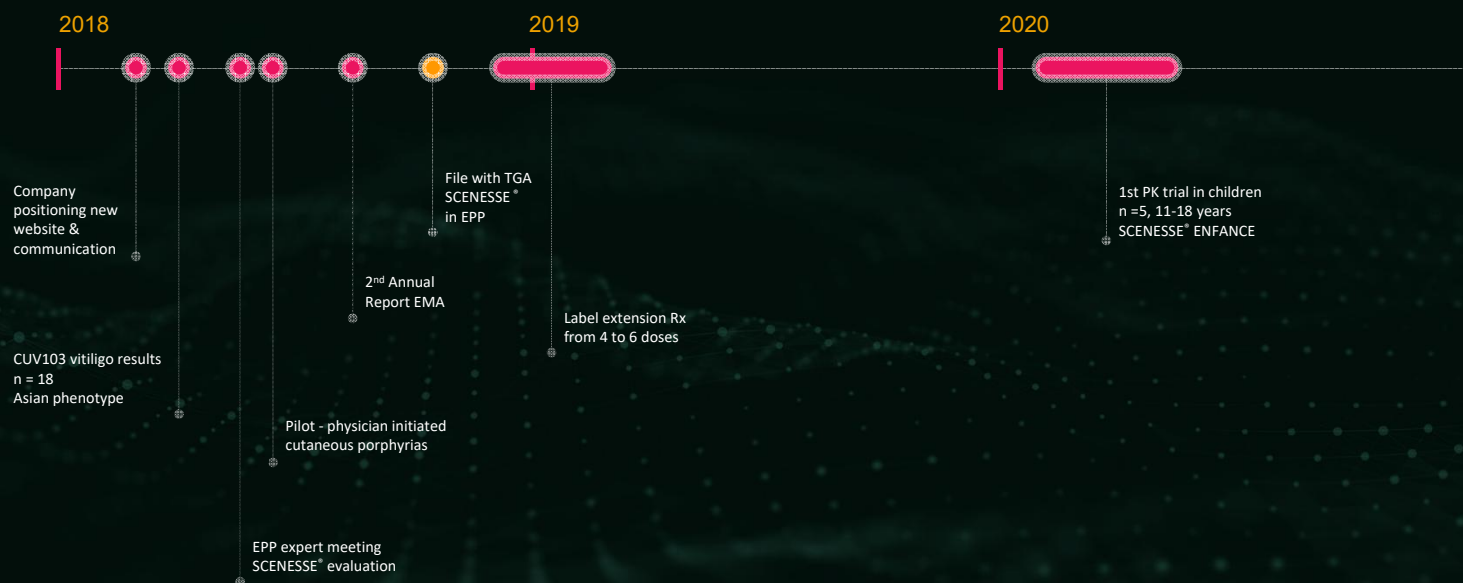 2018
2019
2020
Company
positioning new
website &
communication
CUV103 vitiligo results
n = 18
Asian phenotype
EPP expert meeting
SCENESSE® evaluation
Pilot - physician initiated
cutaneous porphyrias
2nd Annual
Report EMA
File with TGA
SCENESSE®
in EPP
Label extension Rx
from 4 to 6 doses
1st PK trial in children
n =5, 11-18 years
SCENESSE® ENFANCE